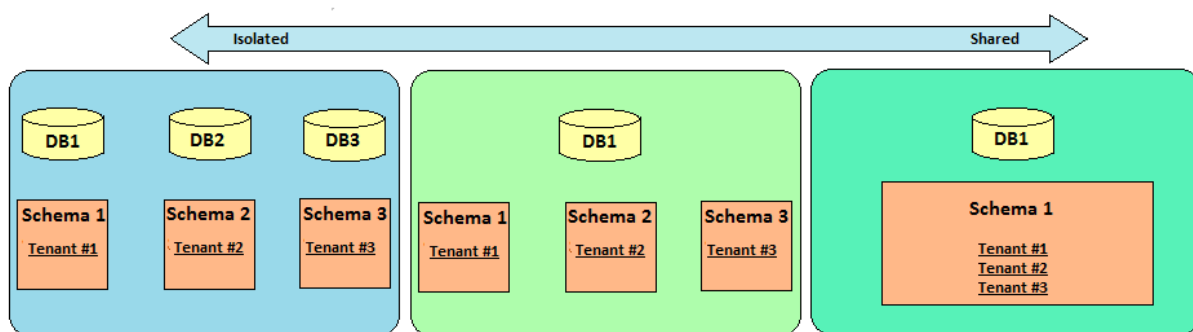 Isolated
Shared
DB1
DB2
DB3
Schema 1
Tenant #1
Schema 2
Tenant #2
Schema 3
Tenant #3
DB1
Schema 1
Tenant #1
Schema 2
Tenant #2
Schema 3
Tenant #3
DB1
Schema 1
Tenant #1
Tenant #2
Tenant #3